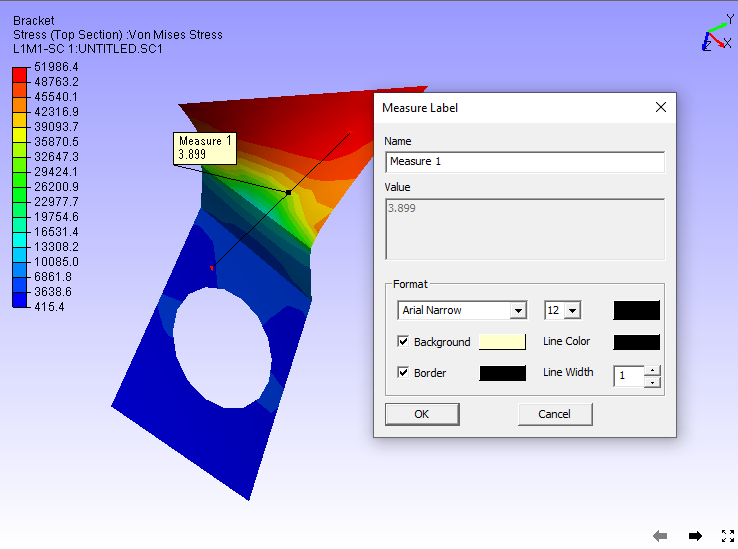 Bracket
Stress (Top Section) :Von Mises Stress
L1M1-SC 1:UNTITLED.SC1
51986.4
48763.2
45540.1
42316.9
39093.7
35870.5
32647.3
29424.1
26200.9
22977.7
19754.6
16531.4
13308.2
10085.0
6861.8
3638.6
415.4
Measure 1
3.899
Y
X
Z
Measure Label
Name
Measure 1
Value
3.899
Format
Arial Narrow 12
Background Line Color
Border Line Width 1
OK Cancel